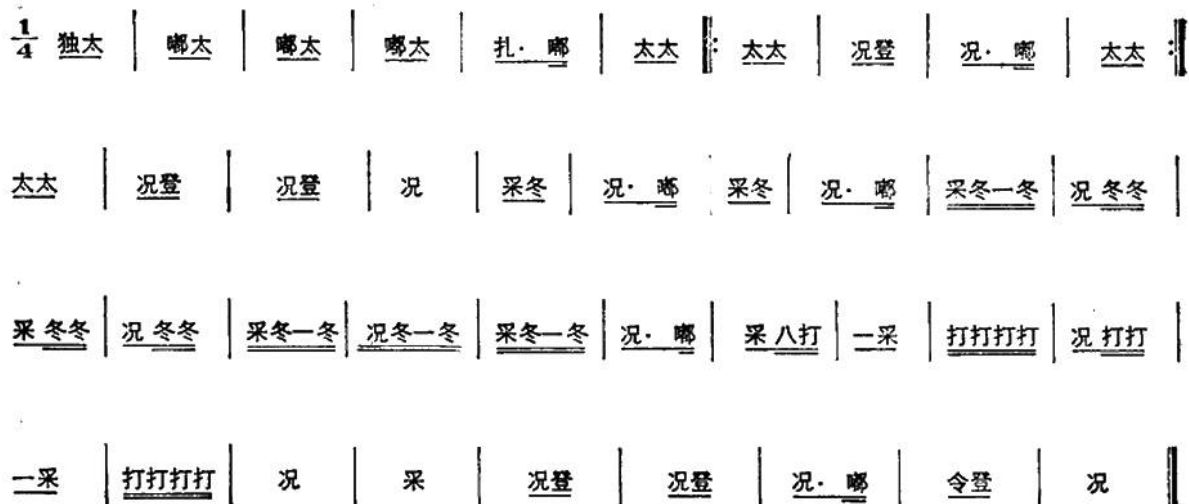 1/4 独太 | 嘟太 | 嘟太 | 嘟太 | 扎· 嘟 | 太太 ‖: 太太 | 况登 | 况· 嘟 | 太太 :‖
太太 | 况登 | 况登 | 况 | 采冬 | 况· 嘟 | 采冬 | 况· 嘟 | 采冬一冬 | 况 冬冬 |
采 冬冬 | 况 冬冬 | 采冬一冬 | 况冬一冬 | 采冬一冬 | 况· 嘟 | 采 八打 | 一采 | 打打打打 | 况 打打 |
一采 | 打打打打 | 况 | 采 | 况登 | 况登 | 况· 嘟 | 令登 | 况 ‖